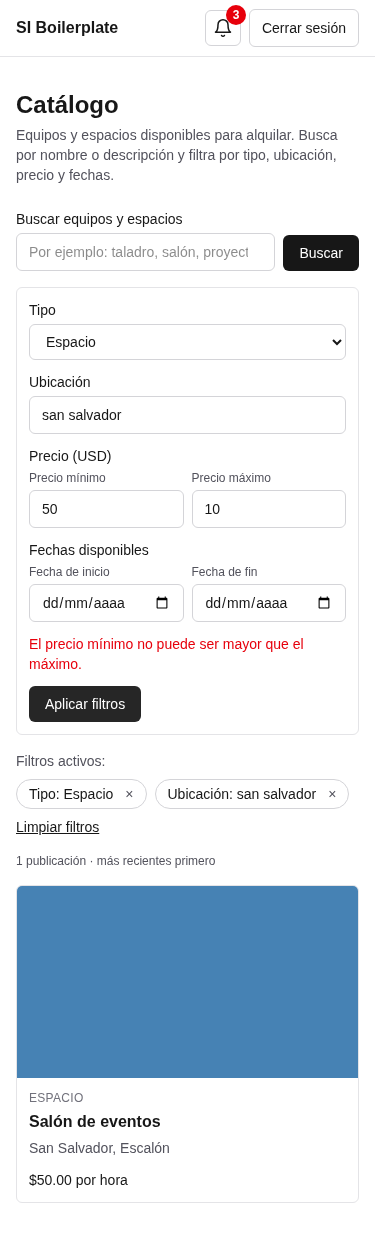 SI Boilerplate
3
Cerrar sesión
Catálogo
Equipos y espacios disponibles para alquilar. Busca
por nombre o descripción y filtra por tipo, ubicación,
precio y fechas.
Buscar equipos y espacios
Por ejemplo: taladro, salón, proyect
Buscar
Tipo
Espacio
Ubicación
san salvador
Precio (USD)
Precio mínimo
Precio máximo
50
10
Fechas disponibles
Fecha de inicio
Fecha de fin
dd/mm/aaaa
dd/mm/aaaa
El precio mínimo no puede ser mayor que el
máximo.
Aplicar filtros
Filtros activos:
Tipo: Espacio ×
Ubicación: san salvador ×
Limpiar filtros
1 publicación · más recientes primero
ESPACIO
Salón de eventos
San Salvador, Escalón
$50.00 por hora